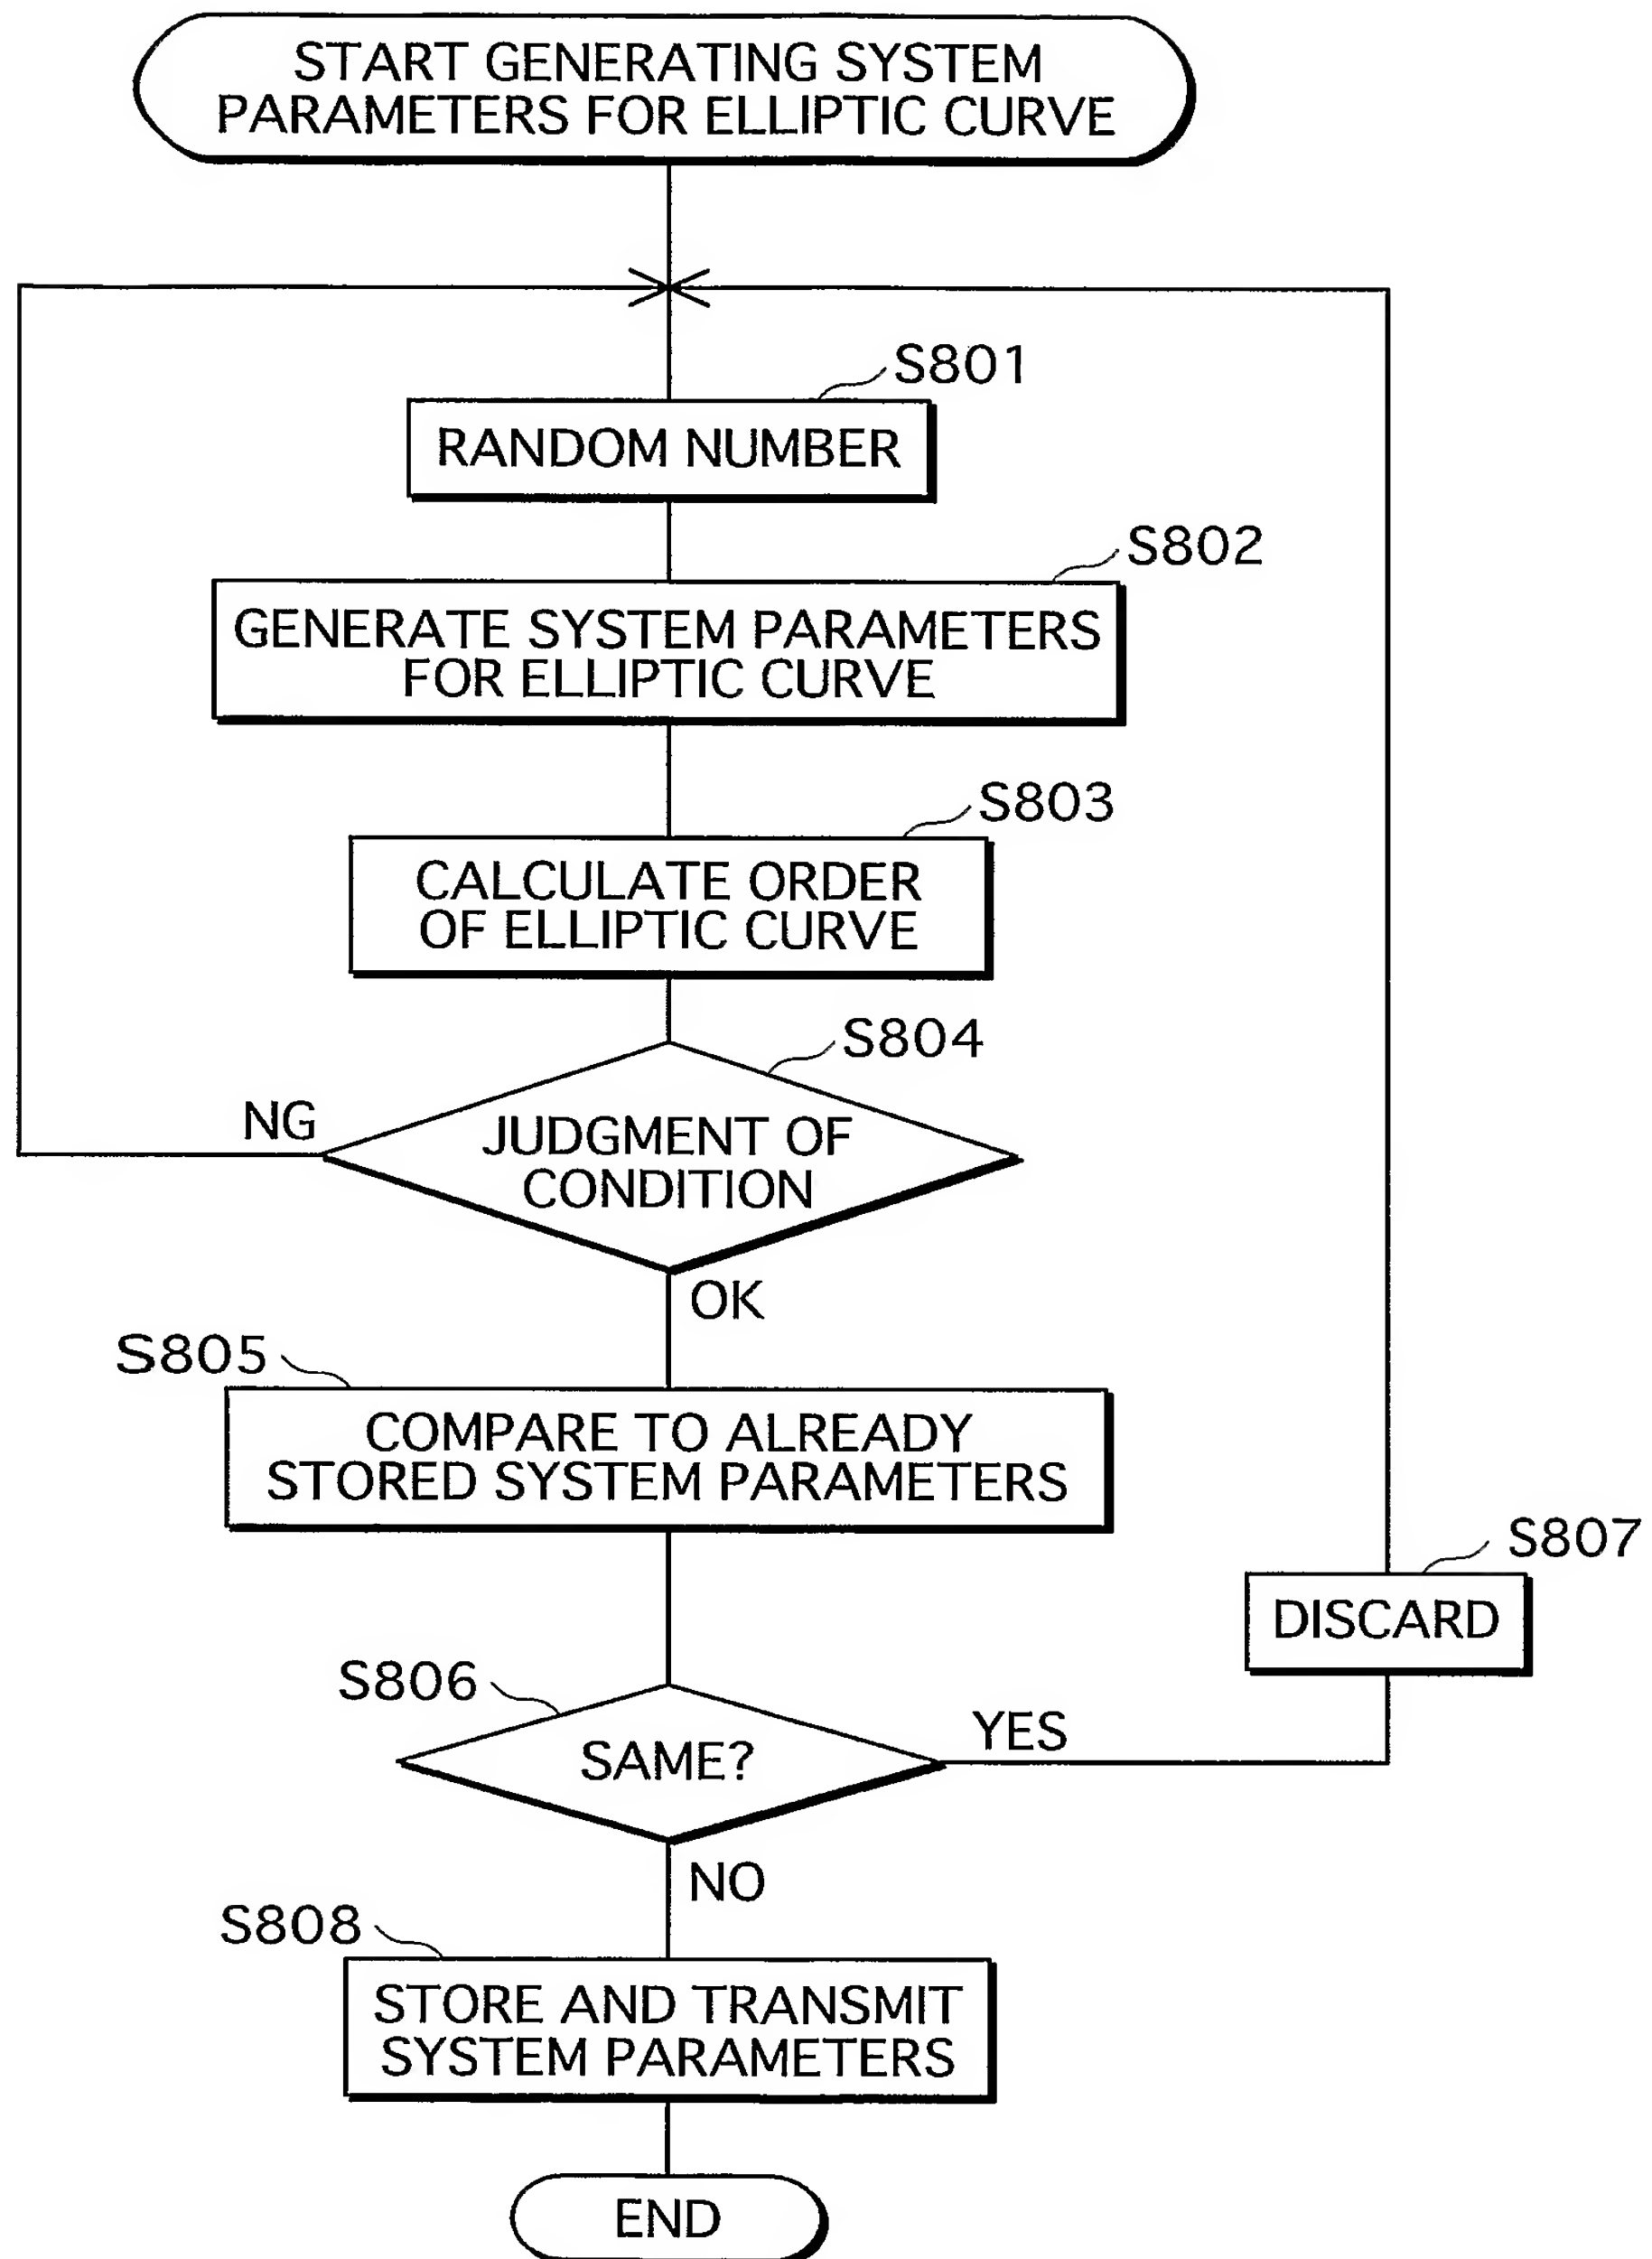 START GENERATING SYSTEM
PARAMETERS FOR ELLIPTIC CURVE
S801
RANDOM NUMBER
S802
GENERATE SYSTEM PARAMETERS
FOR ELLIPTIC CURVE
S803
CALCULATE ORDER
OF ELLIPTIC CURVE
S804
NG
JUDGMENT OF
CONDITION
OK
S805
COMPARE TO ALREADY
STORED SYSTEM PARAMETERS
S807
DISCARD
S806
YES
SAME?
NO
S808
STORE AND TRANSMIT
SYSTEM PARAMETERS
END